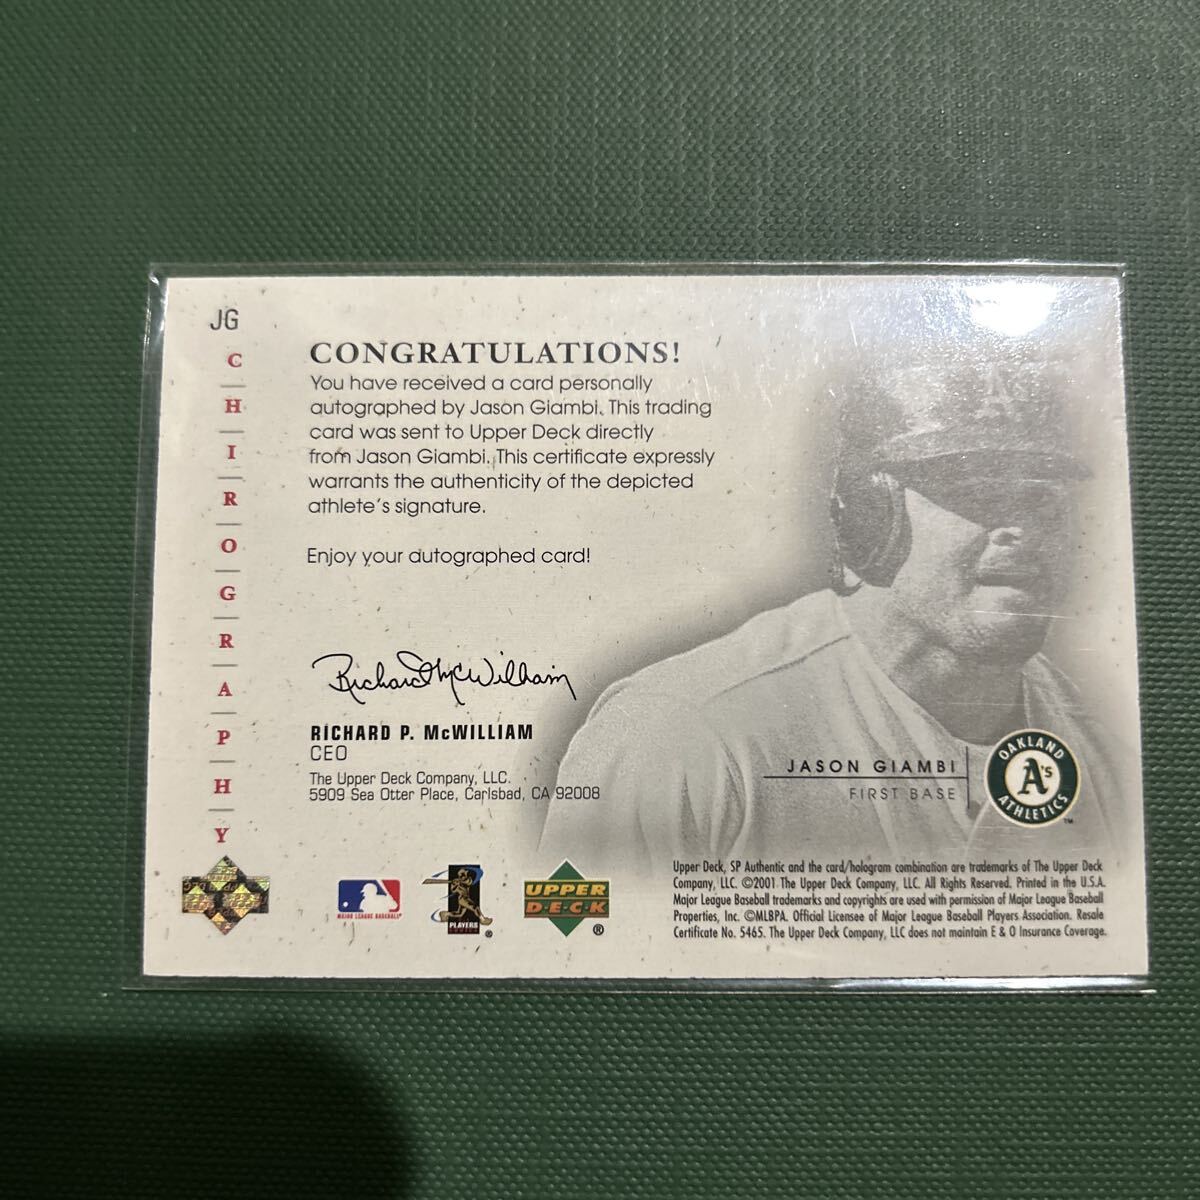 JG
C
H
I
R
O
G
R
A
P
H
Y
CONGRATULATIONS!
You have received a card personally
autographed by Jason Giambi. This trading
card was sent to Upper Deck directly
from Jason Giambi. This certificate expressly
warrants the authenticity of the depicted
athlete's signature.
Enjoy your autographed card!
Richard McWilliam
RICHARD P. McWILLIAM
CEO
The Upper Deck Company, LLC.
5909 Sea Otter Place, Carlsbad, CA 92008
JASON GIAMBI
FIRST BASE
OAKLAND
A's
ATHLETICS
TM
MAJOR LEAGUE BASEBALL®
PLAYERS
CHOICE ®
UPPER
DECK
®
Upper Deck, SP Authentic and the card/hologram combination are trademarks of The Upper Deck
Company, LLC. ©2001 The Upper Deck Company, LLC. All Rights Reserved. Printed in the U.S.A.
Major League Baseball trademarks and copyrights are used with permission of Major League Baseball
Properties, Inc. ©MLBPA. Official Licensee of Major League Baseball Players Association. Resale
Certificate No. 5465. The Upper Deck Company, LLC does not maintain E & O Insurance Coverage.